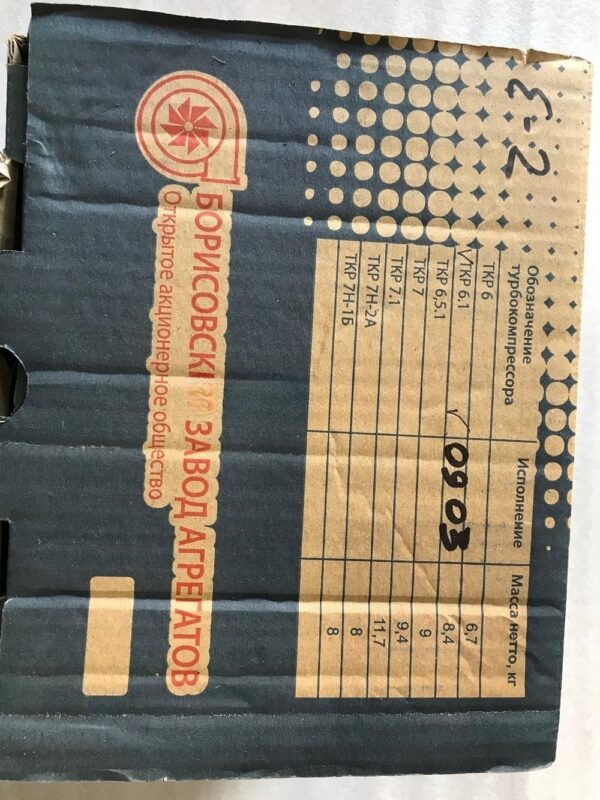 Обозначение турбокомпрессора Исполнение Масса нетто, кг
ТКР 6 6,7
ТКР 6.1 0903 8,4
ТКР 6,5.1 9
ТКР 7 9,4
ТКР 7.1 11,7
ТКР 7Н-2А 8
ТКР 7Н-1Б 8
БОРИСОВСКИЙ ЗАВОД АГРЕГАТОВ
Открытое акционерное общество